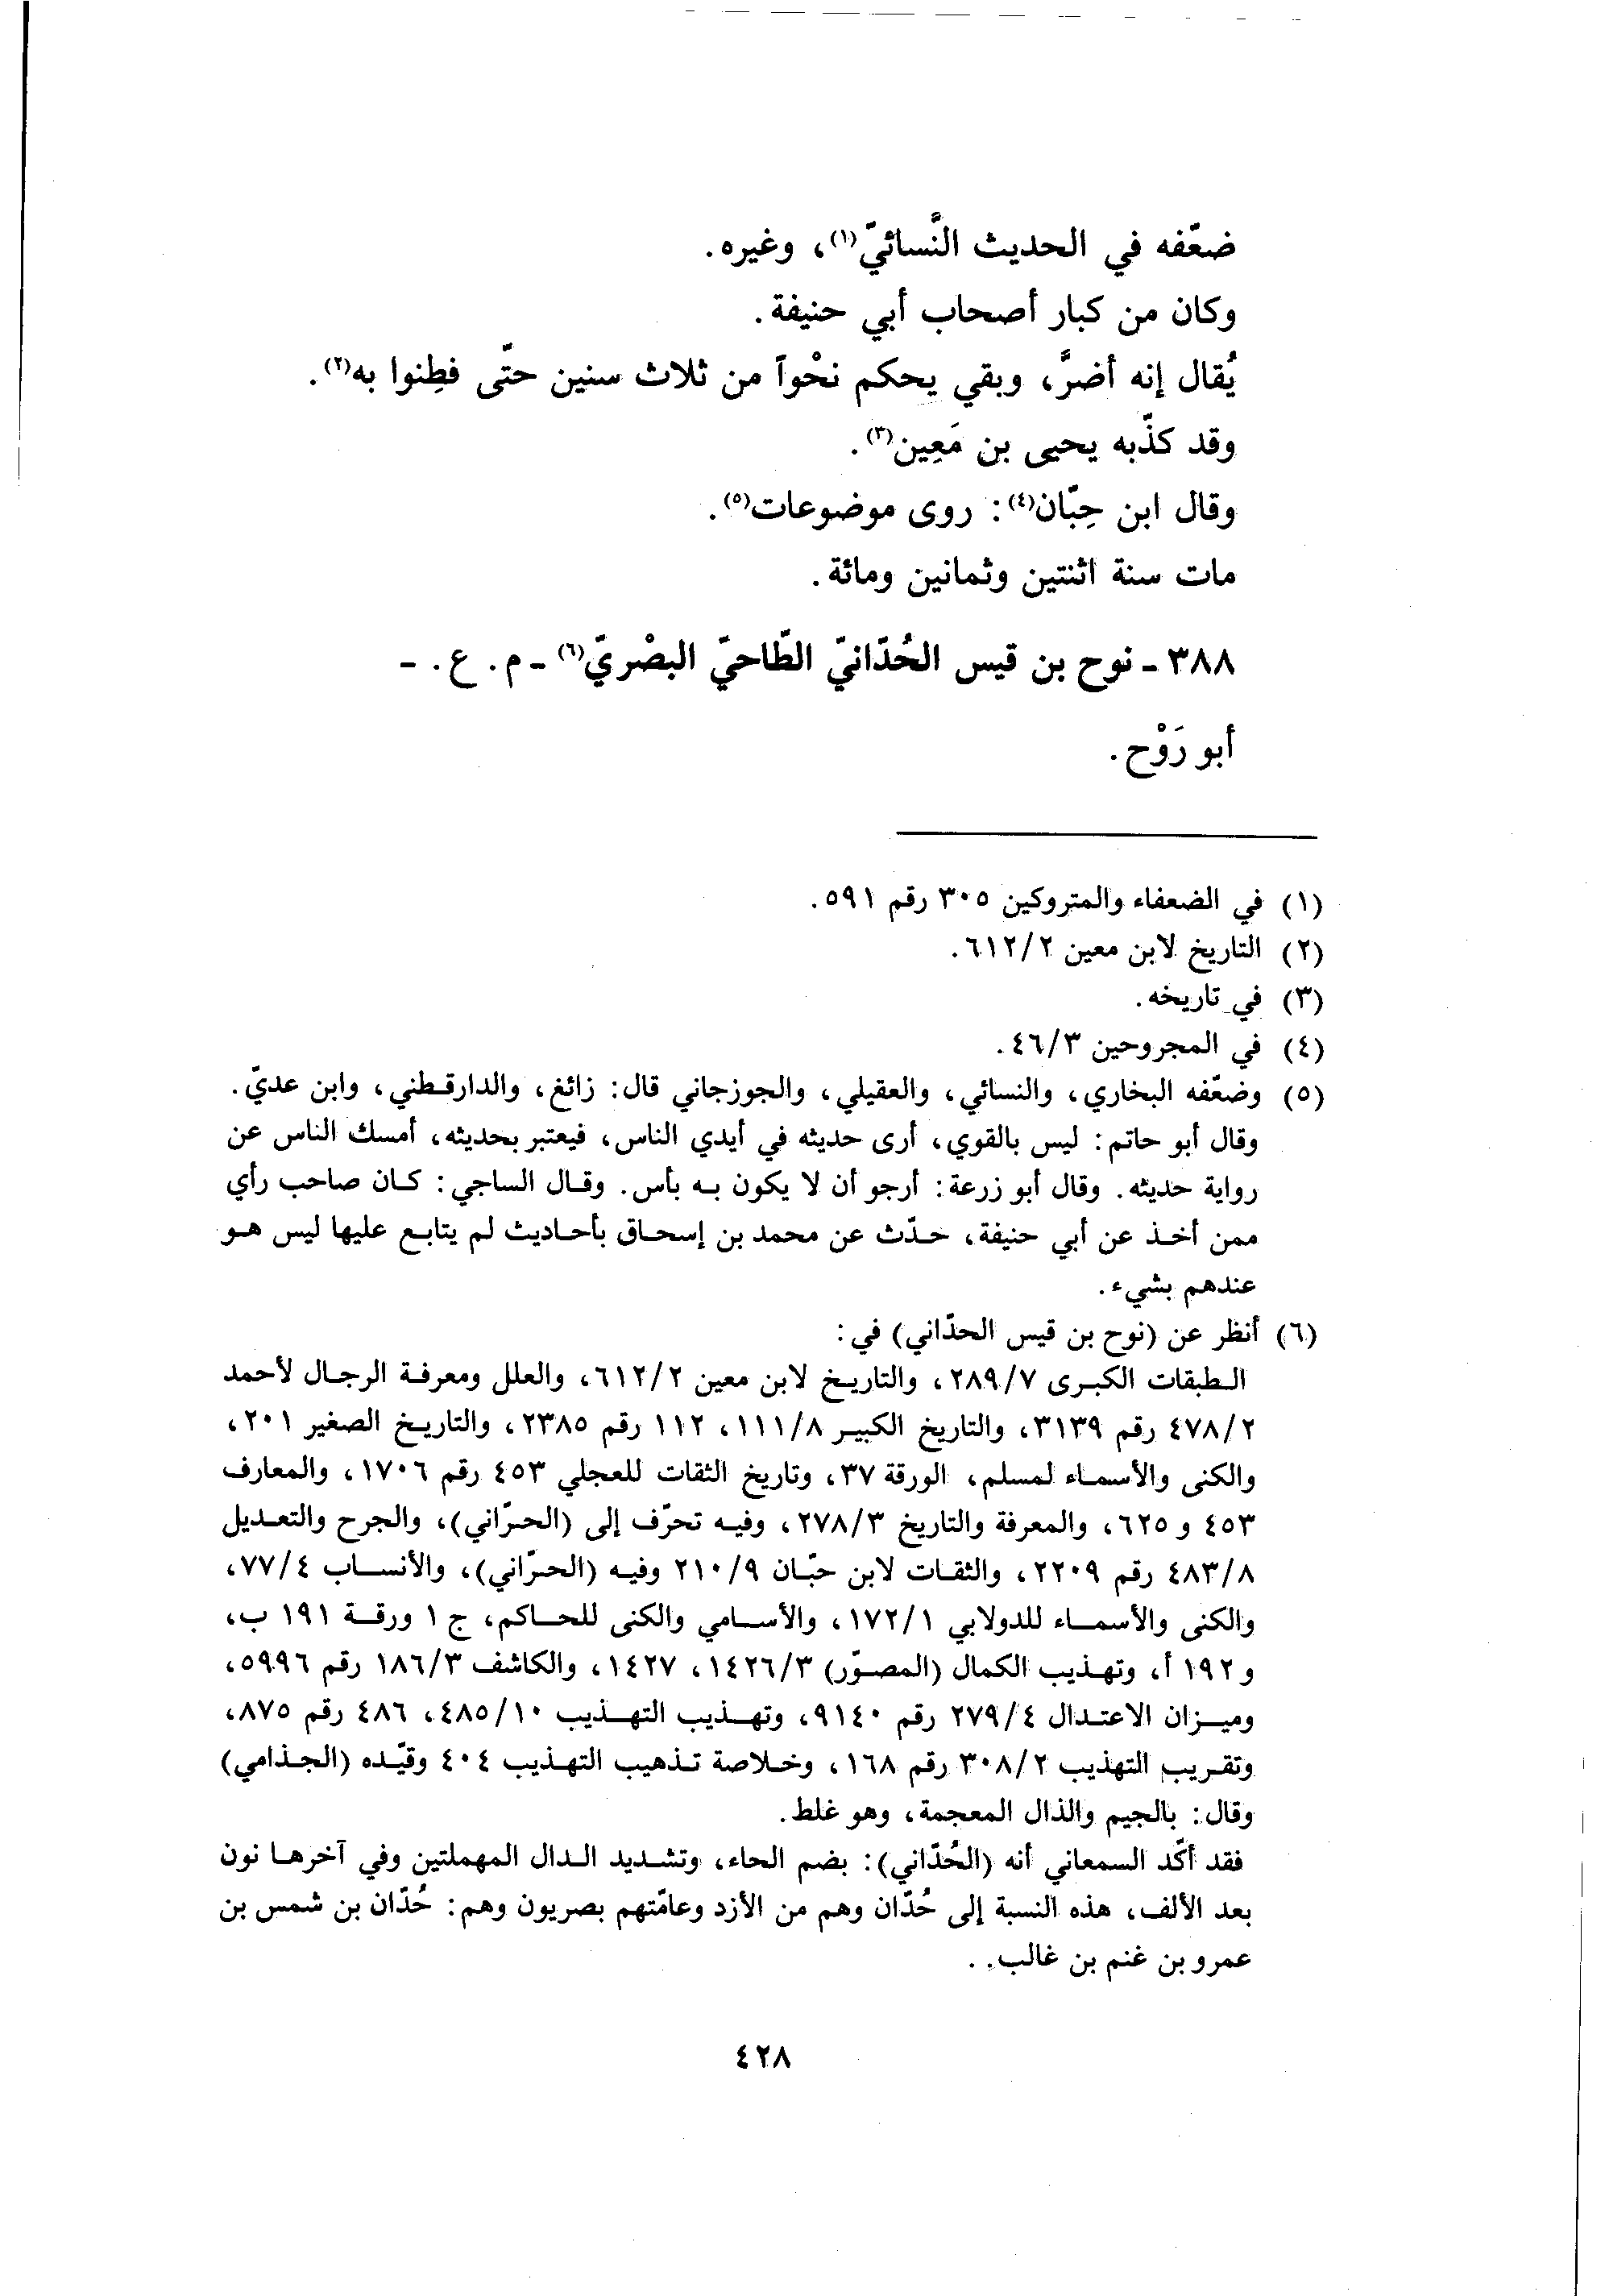 ضعّفه في الحديث النَّسائيّ(١)، وغيره.
وكان من كبار أصحاب أبي حنيفة.
يُقال إنه أضرَّ، وبقي يحكم نحْواً من ثلاث سنين حتّى فطِنوا به(٢).
وقد كذّبه يحيى بن مَعِين(٣).
وقال ابن حِبّان(٤): روى موضوعات(٥).
مات سنة اثنتين وثمانين ومائة.
٣٨٨ - نوح بن قيس الحُدّانيّ الطّاحيّ البصْريّ(٦) - م. ع. -
أبو رَوْح.
(١) في الضعفاء والمتروكين ٣٠٥ رقم ٥٩١.
(٢) التاريخ لابن معين ٦١٢/٢.
(٣) في تاريخه.
(٤) في المجروحين ٤٦/٣.
(٥) وضعّفه البخاري، والنسائي، والعقيلي، والجوزجاني قال: زائغ، والدارقطني، وابن عديّ.
وقال أبو حاتم: ليس بالقوي، أرى حديثه في أيدي الناس، فيعتبر بحديثه، أمسك الناس عن
رواية حديثه. وقال أبو زرعة: أرجو أن لا يكون به بأس. وقال الساجي: كان صاحب رأي
ممن أخذ عن أبي حنيفة، حدّث عن محمد بن إسحاق بأحاديث لم يتابع عليها ليس هو
عندهم بشيء.
(٦) أنظر عن (نوح بن قيس الحدّاني) في:
الطبقات الكبرى ٢٨٩/٧، والتاريخ لابن معين ٦١٢/٢، والعلل ومعرفة الرجال لأحمد
٤٧٨/٢ رقم ٣١٣٩، والتاريخ الكبير ١١١/٨، ١١٢ رقم ٢٣٨٥، والتاريخ الصغير ٢٠١،
والكنى والأسماء لمسلم، الورقة ٣٧، وتاريخ الثقات للعجلي ٤٥٣ رقم ١٧٠٦، والمعارف
٤٥٣ و ٦٢٥، والمعرفة والتاريخ ٢٧٨/٣، وفيه تحرّف إلى (الحرّاني)، والجرح والتعديل
٤٨٣/٨ رقم ٢٢٠٩، والثقات لابن حبّان ٢١٠/٩ وفيه (الحرّاني)، والأنساب ٧٧/٤،
والكنى والأسماء للدولابي ١٧٢/١، والأسامي والكنى للحاكم، ج ١ ورقة ١٩١ ب،
و ١٩٢ أ، وتهذيب الكمال (المصوّر) ١٤٢٦/٣، ١٤٢٧، والكاشف ١٨٦/٣ رقم ٥٩٩٦،
وميزان الاعتدال ٢٧٩/٤ رقم ٩١٤٠، وتهذيب التهذيب ٤٨٥/١٠، ٤٨٦ رقم ٨٧٥،
وتقريب التهذيب ٣٠٨/٢ رقم ١٦٨، وخلاصة تذهيب التهذيب ٤٠٤ وقيّده (الجذامي)
وقال: بالجيم والذال المعجمة، وهو غلط.
فقد أكّد السمعاني أنه (الحُدّاني): بضم الحاء، وتشديد الدال المهملتين وفي آخرها نون
بعد الألف، هذه النسبة إلى حُدّان وهم من الأزد وعامّتهم بصريون وهم: حُدّان بن شمس بن
عمرو بن غنم بن غالب. .
٤٢٨